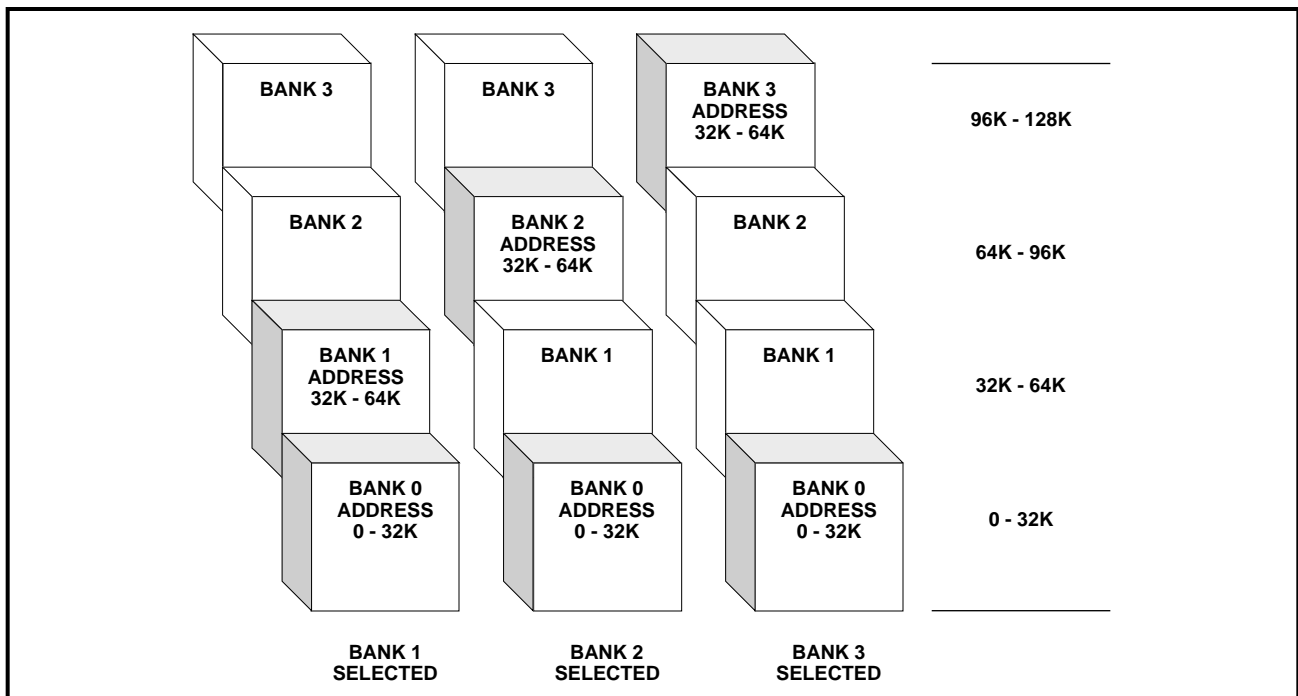 BANK 3
BANK 3
BANK 3
ADDRESS
32K - 64K
96K - 128K
BANK 2
BANK 2
ADDRESS
32K - 64K
BANK 2
64K - 96K
BANK 1
ADDRESS
32K - 64K
BANK 1
BANK 1
32K - 64K
BANK 0
ADDRESS
0 - 32K
BANK 0
ADDRESS
0 - 32K
BANK 0
ADDRESS
0 - 32K
0 - 32K
BANK 1
SELECTED
BANK 2
SELECTED
BANK 3
SELECTED